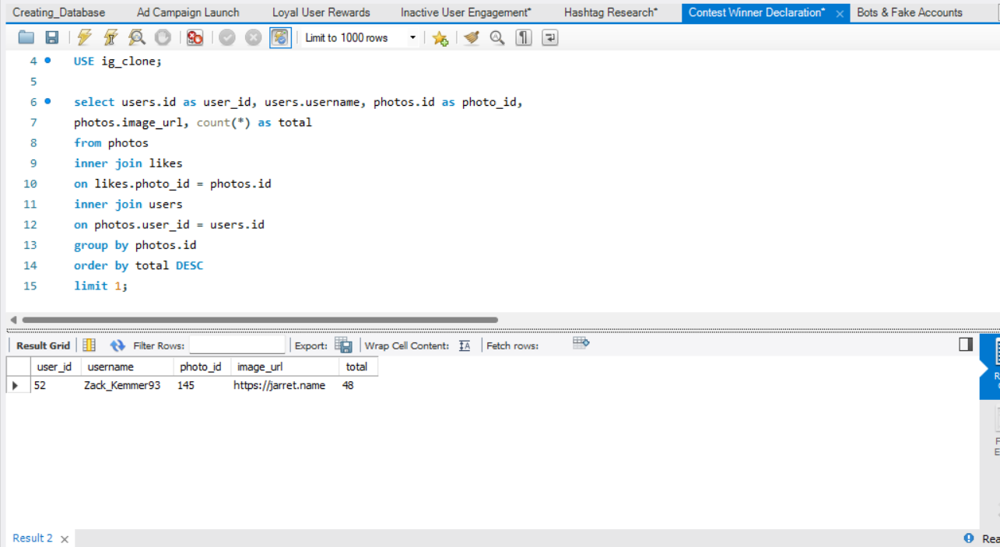 Creating_Database Ad Campaign Launch Loyal User Rewards Inactive User Engagement* Hashtag Research* Contest Winner Declaration* × Bots & Fake Accounts
Limit to 1000 rows
4 USE ig_clone;
5
6 select users.id as user_id, users.username, photos.id as photo_id,
7 photos.image_url, count(*) as total
8 from photos
9 inner join likes
10 on likes.photo_id = photos.id
11 inner join users
12 on photos.user_id = users.id
13 group by photos.id
14 order by total DESC
15 limit 1;
Result Grid Filter Rows: Export: Wrap Cell Content: Fetch rows:
user_id username photo_id image_url total
52 Zack_Kemmer93 145 https://jarret.name 48
Result 2 ×